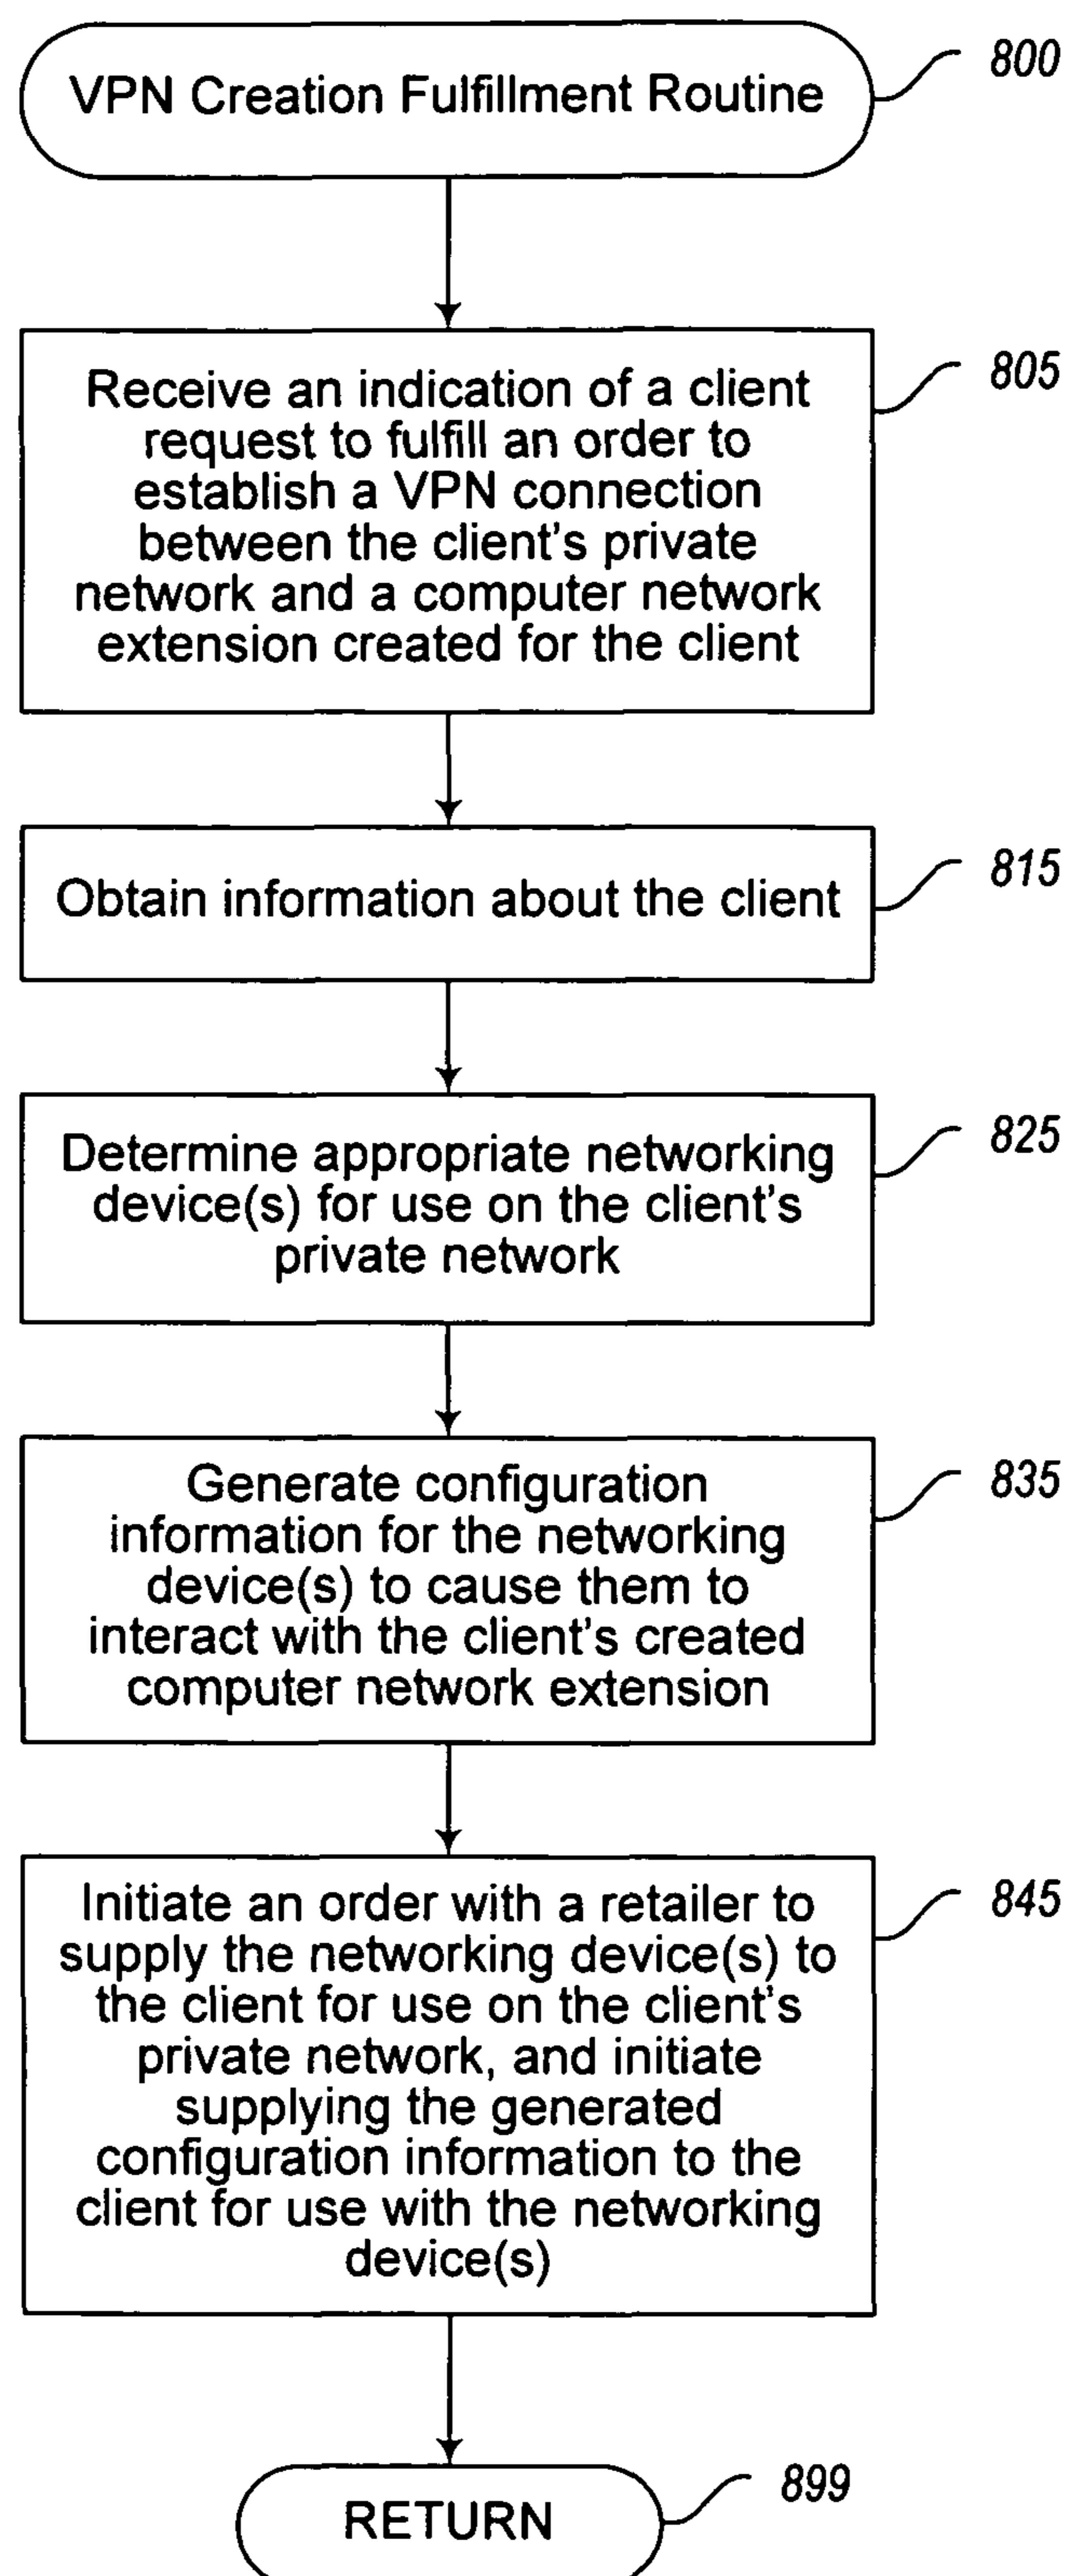 VPN Creation Fulfillment Routine
800
Receive an indication of a client
request to fulfill an order to
establish a VPN connection
between the client's private
network and a computer network
extension created for the client
805
Obtain information about the client
815
Determine appropriate networking
device(s) for use on the client's
private network
825
Generate configuration
information for the networking
device(s) to cause them to
interact with the client's created
computer network extension
835
Initiate an order with a retailer to
supply the networking device(s) to
the client for use on the client's
private network, and initiate
supplying the generated
configuration information to the
client for use with the networking
device(s)
845
RETURN
899